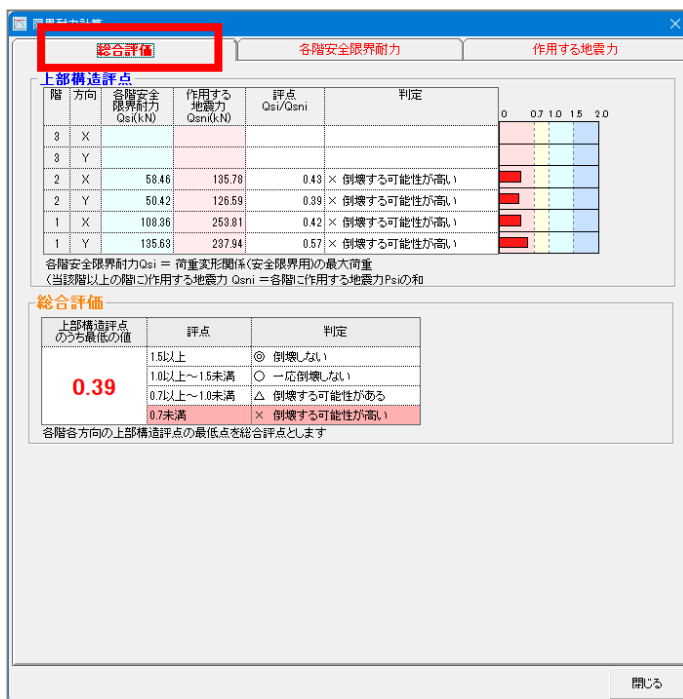 限界耐力計算
総合評価 各階安全限界耐力 作用する地震力
上部構造評点
階 方向 各階安全限界耐力Qsi(kN) 作用する地震力Qsni(kN) 評点Qsi/Qsni 判定 0 0.7 1.0 1.5 2.0
3 X
3 Y
2 X 58.46 135.78 0.43 × 倒壊する可能性が高い
2 Y 50.42 126.59 0.39 × 倒壊する可能性が高い
1 X 108.36 253.81 0.42 × 倒壊する可能性が高い
1 Y 135.63 237.94 0.57 × 倒壊する可能性が高い
各階安全限界耐力Qsi = 荷重変形関係(安全限界用)の最大荷重
(当該階以上の階に)作用する地震力 Qsni =各階に作用する地震力Psiの和
総合評価
上部構造評点のうち最低の値 評点 判定
0.39
1.5以上 ◎ 倒壊しない
1.0以上~1.5未満 ○ 一応倒壊しない
0.7以上~1.0未満 △ 倒壊する可能性がある
0.7未満 × 倒壊する可能性が高い
各階各方向の上部構造評点の最低点を総合評点とします
閉じる